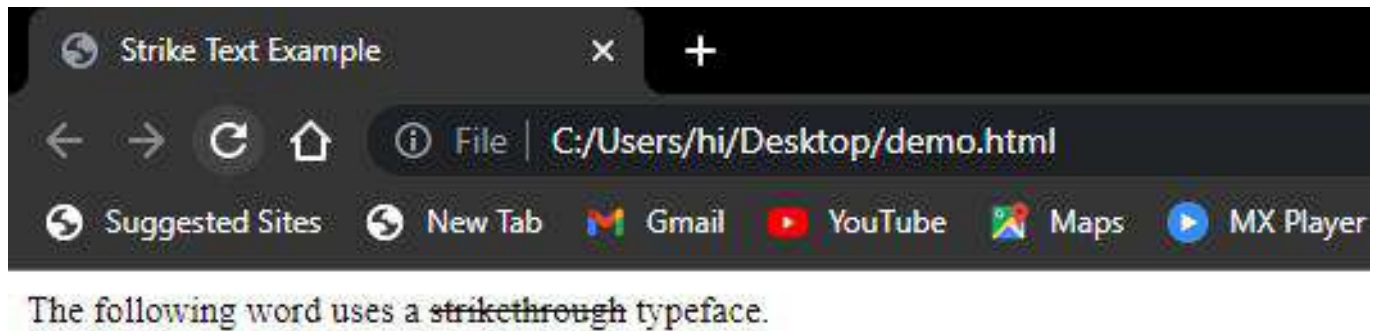 Strike Text Example
File C:/Users/hi/Desktop/demo.html
Suggested Sites New Tab Gmail YouTube Maps MX Player
The following word uses a strikethrough typeface.